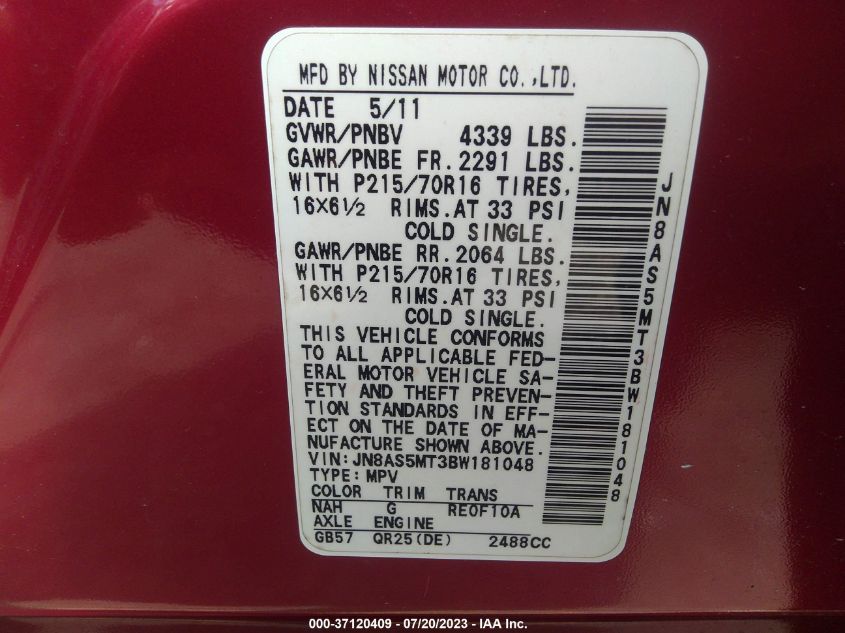 MFD BY NISSAN MOTOR CO.,LTD.
DATE 5/11
GVWR/PNBV 4339 LBS.
GAWR/PNBE FR. 2291 LBS.
WITH P215/70R16 TIRES,
16X6½ RIMS. AT 33 PSI
COLD SINGLE.
GAWR/PNBE RR. 2064 LBS.
WITH P215/70R16 TIRES,
16X6½ RIMS. AT 33 PSI
COLD SINGLE.
THIS VEHICLE CONFORMS
TO ALL APPLICABLE FED-
ERAL MOTOR VEHICLE SA-
FETY AND THEFT PREVEN-
TION STANDARDS IN EFF-
ECT ON THE DATE OF MA-
NUFACTURE SHOWN ABOVE.
VIN:JN8AS5MT3BW181048
TYPE:MPV
COLOR TRIM TRANS
NAH G RE0F10A
AXLE ENGINE
GB57 QR25(DE) 2488CC
JN8AS5MT3BW181048
000-37120409 - 07/20/2023 - IAA Inc.